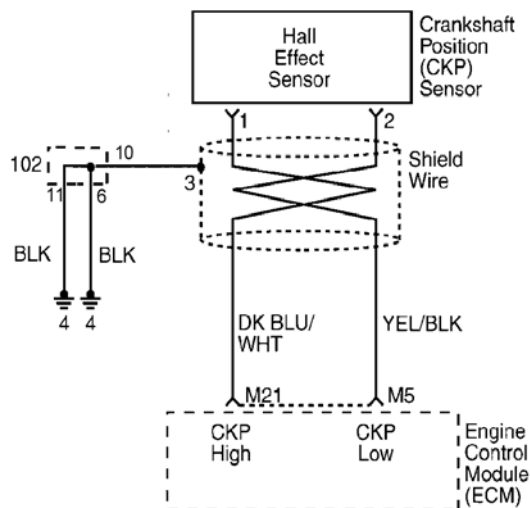 Hall
Effect
Sensor
Crankshaft
Position
(CKP)
Sensor
1
2
102
10
3
11
6
Shield
Wire
BLK
BLK
4
4
DK BLU/
WHT
YEL/BLK
M21
M5
CKP
High
CKP
Low
Engine
Control
Module
(ECM)